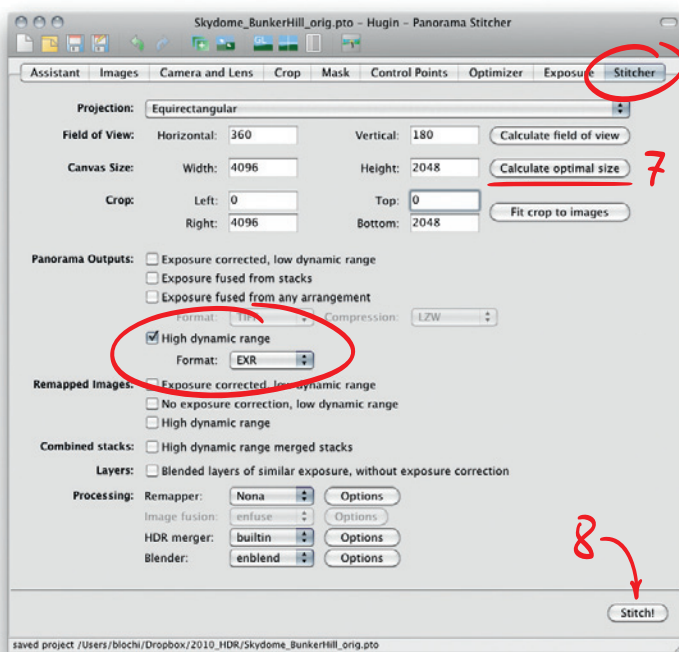 Skydome_BunkerHill_orig.pto – Hugin – Panorama Stitcher
Assistant Images Camera and Lens Crop Mask Control Points Optimizer Exposure Stitcher
Projection: Equirectangular
Field of View: Horizontal: 360 Vertical: 180 Calculate field of view
Canvas Size: Width: 4096 Height: 2048 Calculate optimal size 7
Crop: Left: 0 Top: 0 Fit crop to images
Right: 4096 Bottom: 2048
Panorama Outputs: Exposure corrected, low dynamic range
Exposure fused from stacks
Exposure fused from any arrangement
Format: TIFF Compression: LZW
High dynamic range
Format: EXR
Remapped Images: Exposure corrected, low dynamic range
No exposure correction, low dynamic range
High dynamic range
Combined stacks: High dynamic range merged stacks
Layers: Blended layers of similar exposure, without exposure correction
Processing: Remapper: Nona Options
Image fusion: enfuse Options
HDR merger: builtin Options
Blender: enblend Options
8
Stitch!
saved project /Users/blochi/Dropbox/2010_HDR/Skydome_BunkerHill_orig.pto